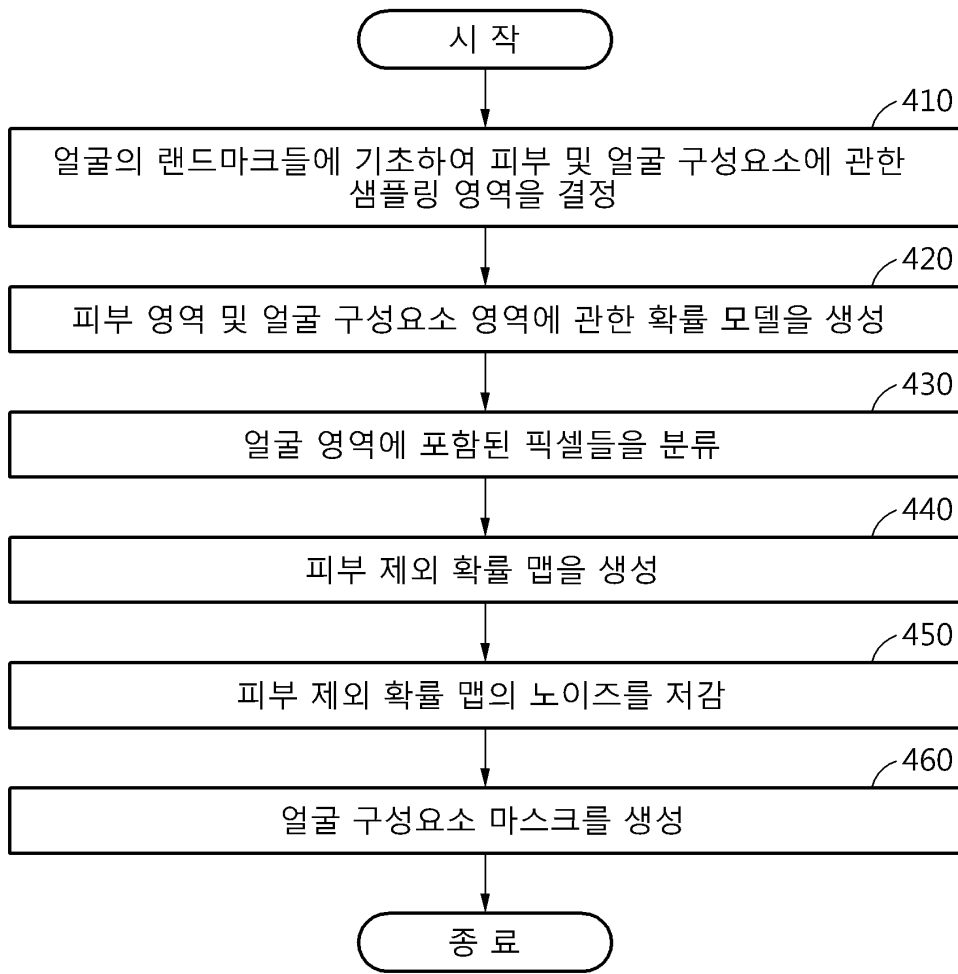 시 작
410
얼굴의 랜드마크들에 기초하여 피부 및 얼굴 구성요소에 관한
샘플링 영역을 결정
420
피부 영역 및 얼굴 구성요소 영역에 관한 확률 모델을 생성
430
얼굴 영역에 포함된 픽셀들을 분류
440
피부 제외 확률 맵을 생성
450
피부 제외 확률 맵의 노이즈를 저감
460
얼굴 구성요소 마스크를 생성
종 료